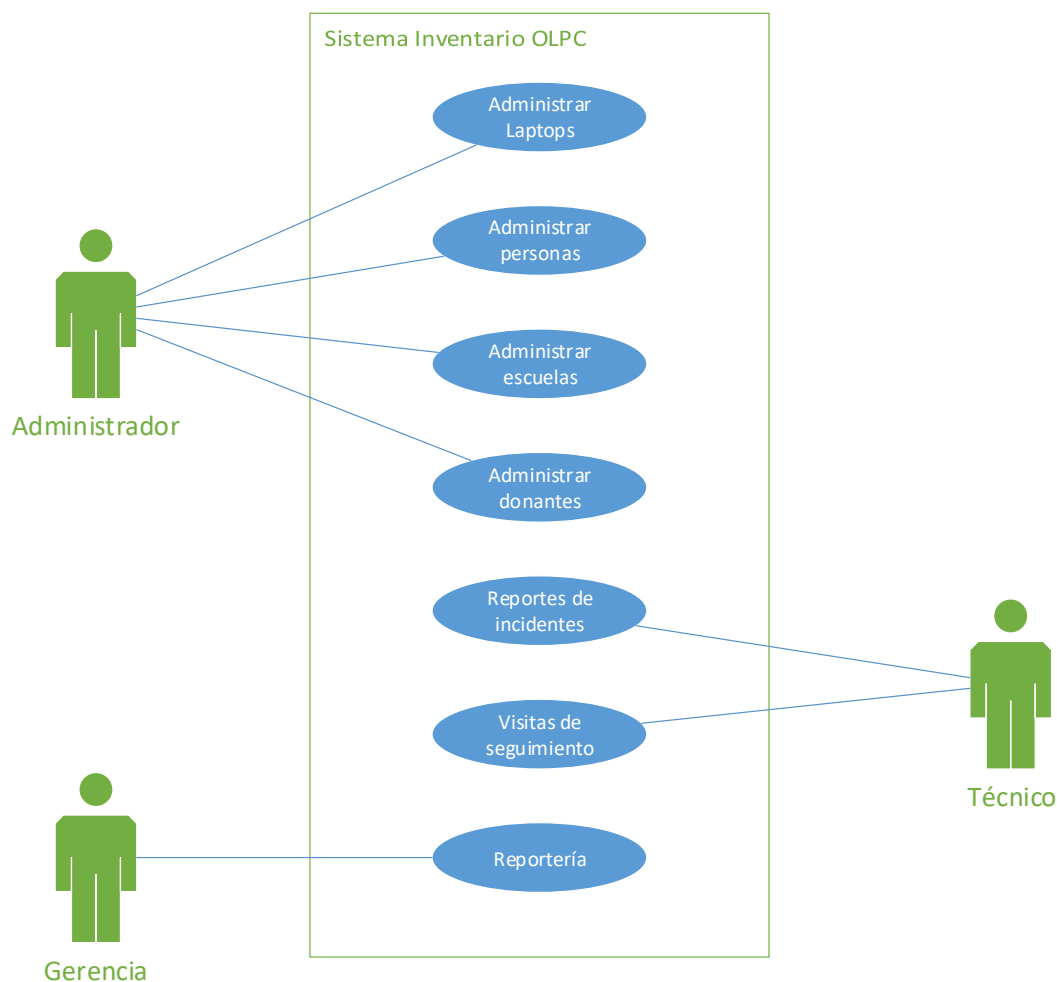 Sistema Inventario OLPC
Administrar
Laptops
Administrar
personas
Administrar
escuelas
Administrador
Administrar
donantes
Reportes de
incidentes
Visitas de
seguimiento
Técnico
Reportería
Gerencia